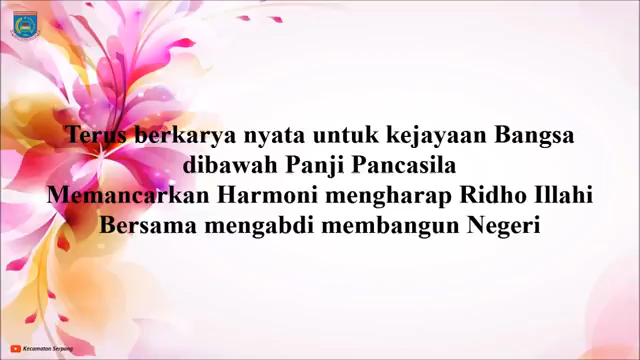 Terus berkarya nyata untuk kejayaan Bangsa
dibawah Panji Pancasila
Memancarkan Harmoni mengharap Ridho Illahi
Bersama mengabdi membangun Negeri
Kecamatan Serpong